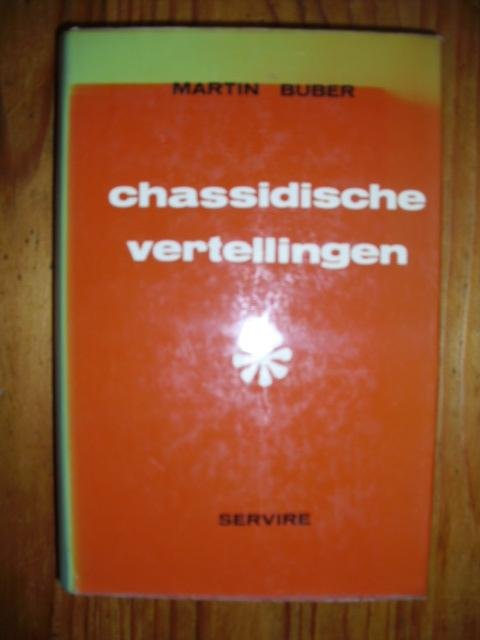 MARTIN BUBER
chassidische
vertellingen
SERVIRE